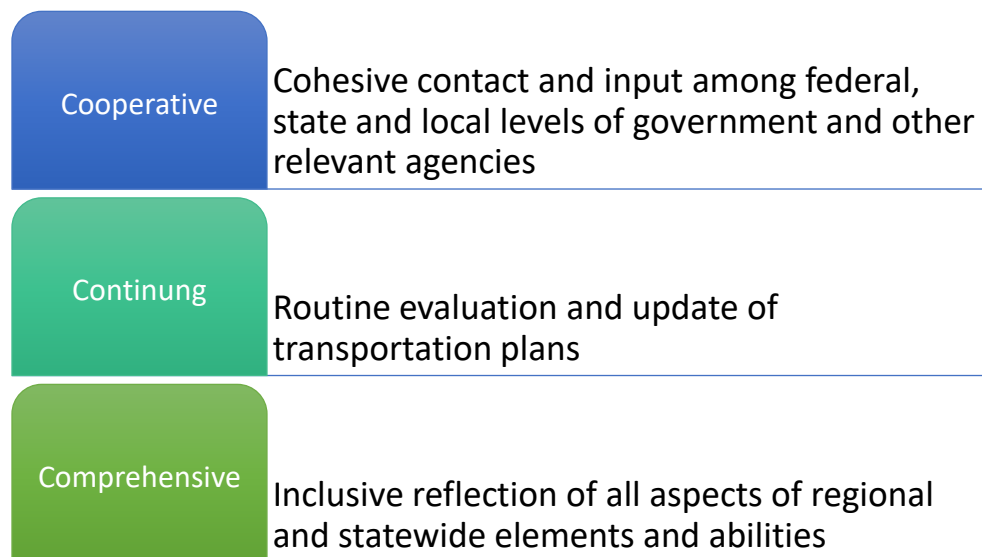 Cooperative
Cohesive contact and input among federal,
state and local levels of government and other
relevant agencies
Continung
Routine evaluation and update of
transportation plans
Comprehensive
Inclusive reflection of all aspects of regional
and statewide elements and abilities